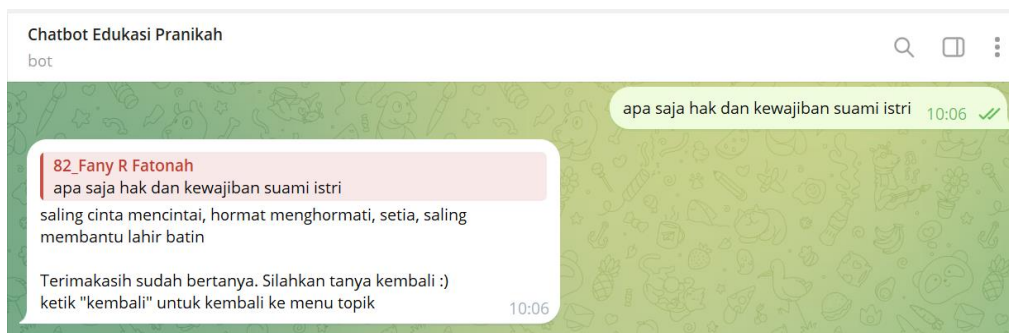 Chatbot Edukasi Pranikah
bot
apa saja hak dan kewajiban suami istri 10:06
82_Fany R Fatonah
apa saja hak dan kewajiban suami istri
saling cinta mencintai, hormat menghormati, setia, saling
membantu lahir batin
Terimakasih sudah bertanya. Silahkan tanya kembali :)
ketik "kembali" untuk kembali ke menu topik 10:06